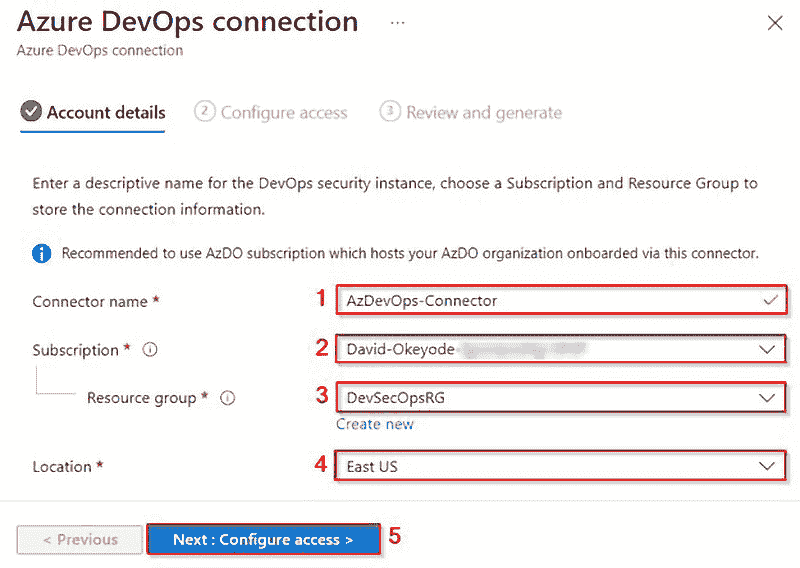 Azure DevOps connection ...
Azure DevOps connection
Account details 2 Configure access 3 Review and generate
Enter a descriptive name for the DevOps security instance, choose a Subscription and Resource Group to
store the connection information.
i Recommended to use AzDO subscription which hosts your AzDO organization onboarded via this connector.
Connector name * 1 AzDevOps-Connector
Subscription * i 2 David-Okeyode-
Resource group * i 3 DevSecOpsRG
Create new
Location * 4 East US
< Previous Next : Configure access > 5